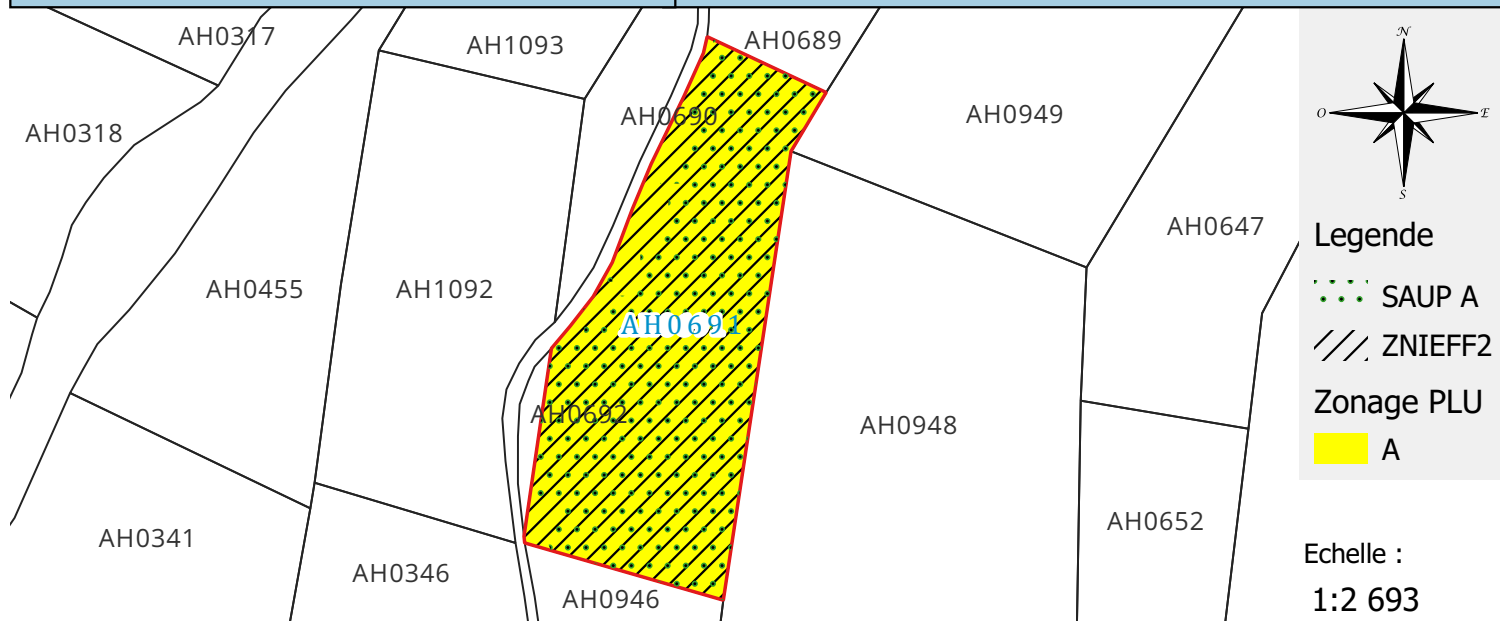 AH0317
AH1093
AH0689
AH0318
AH0690
AH0949
AH0647
AH0455
AH1092
AH0691
AH0692
AH0948
AH0341
AH0346
AH0946
AH0652
N
O
E
S
Legende
SAUP A
ZNIEFF2
Zonage PLU
A
Echelle :
1:2 693